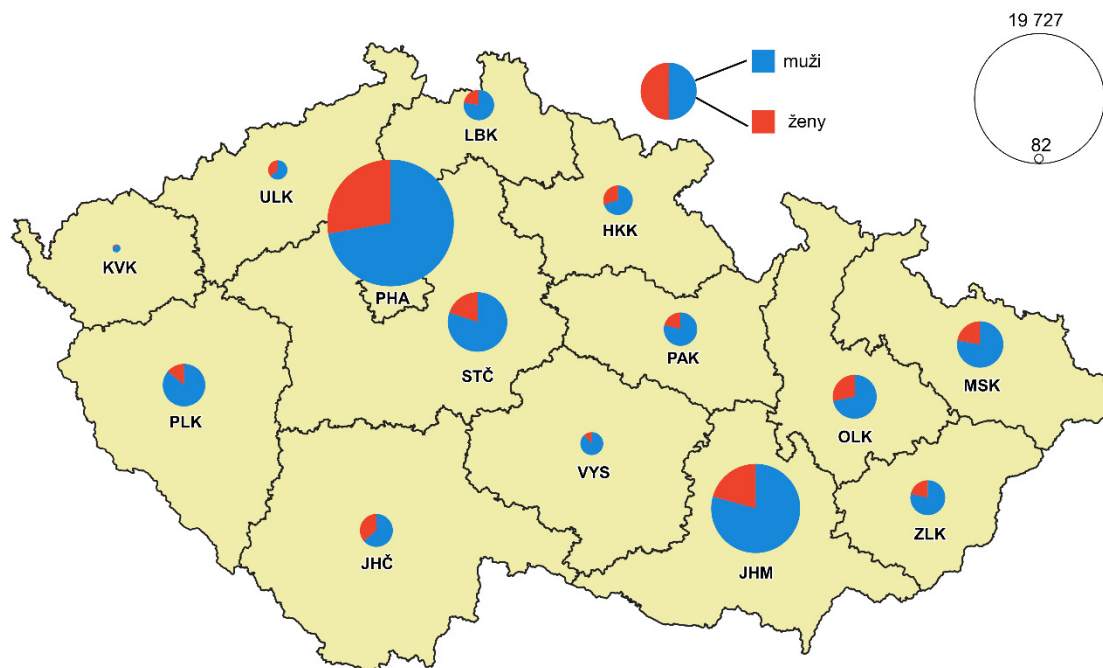 19 727
82
muži
ženy
LBK
ULK
HKK
KVK
PHA
STČ
PAK
MSK
PLK
OLK
VYS
ZLK
JHČ
JHM